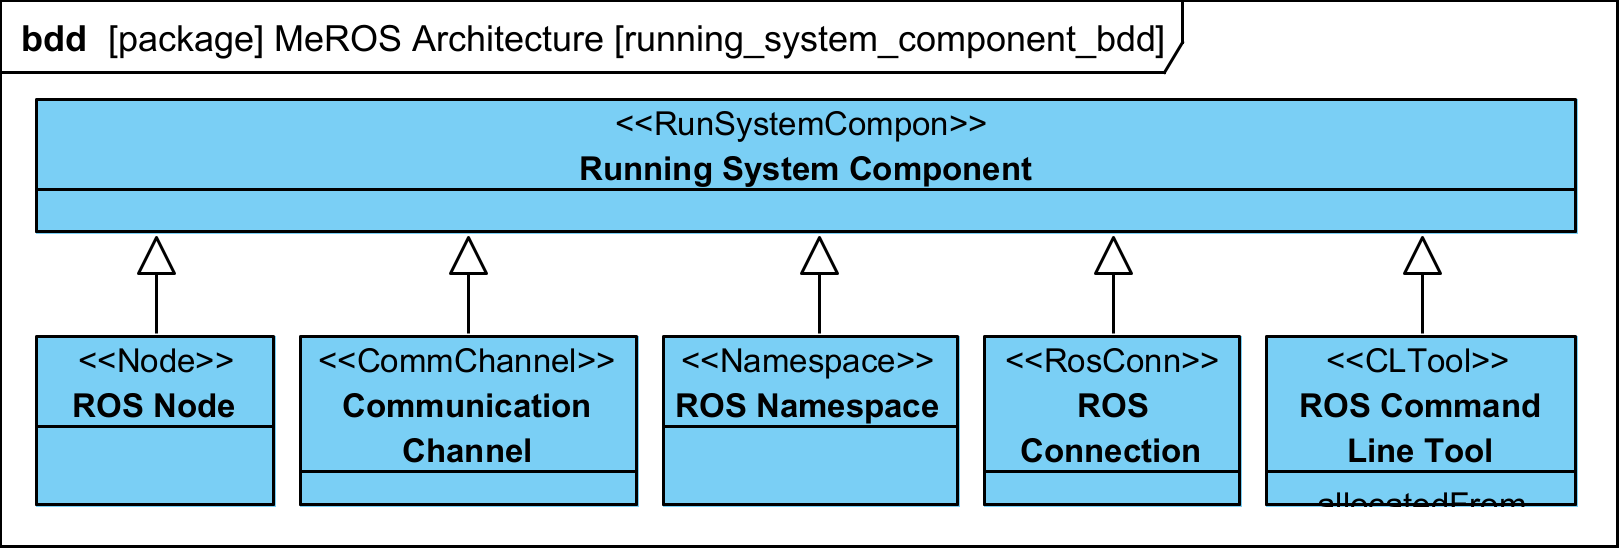 bdd [package] MeROS Architecture [running_system_component_bdd]
<<RunSystemCompon>>
Running System Component
<<Node>>
ROS Node
<<CommChannel>>
Communication
Channel
<<Namespace>>
ROS Namespace
<<RosConn>>
ROS
Connection
<<CLTool>>
ROS Command
Line Tool
allocatedFrom